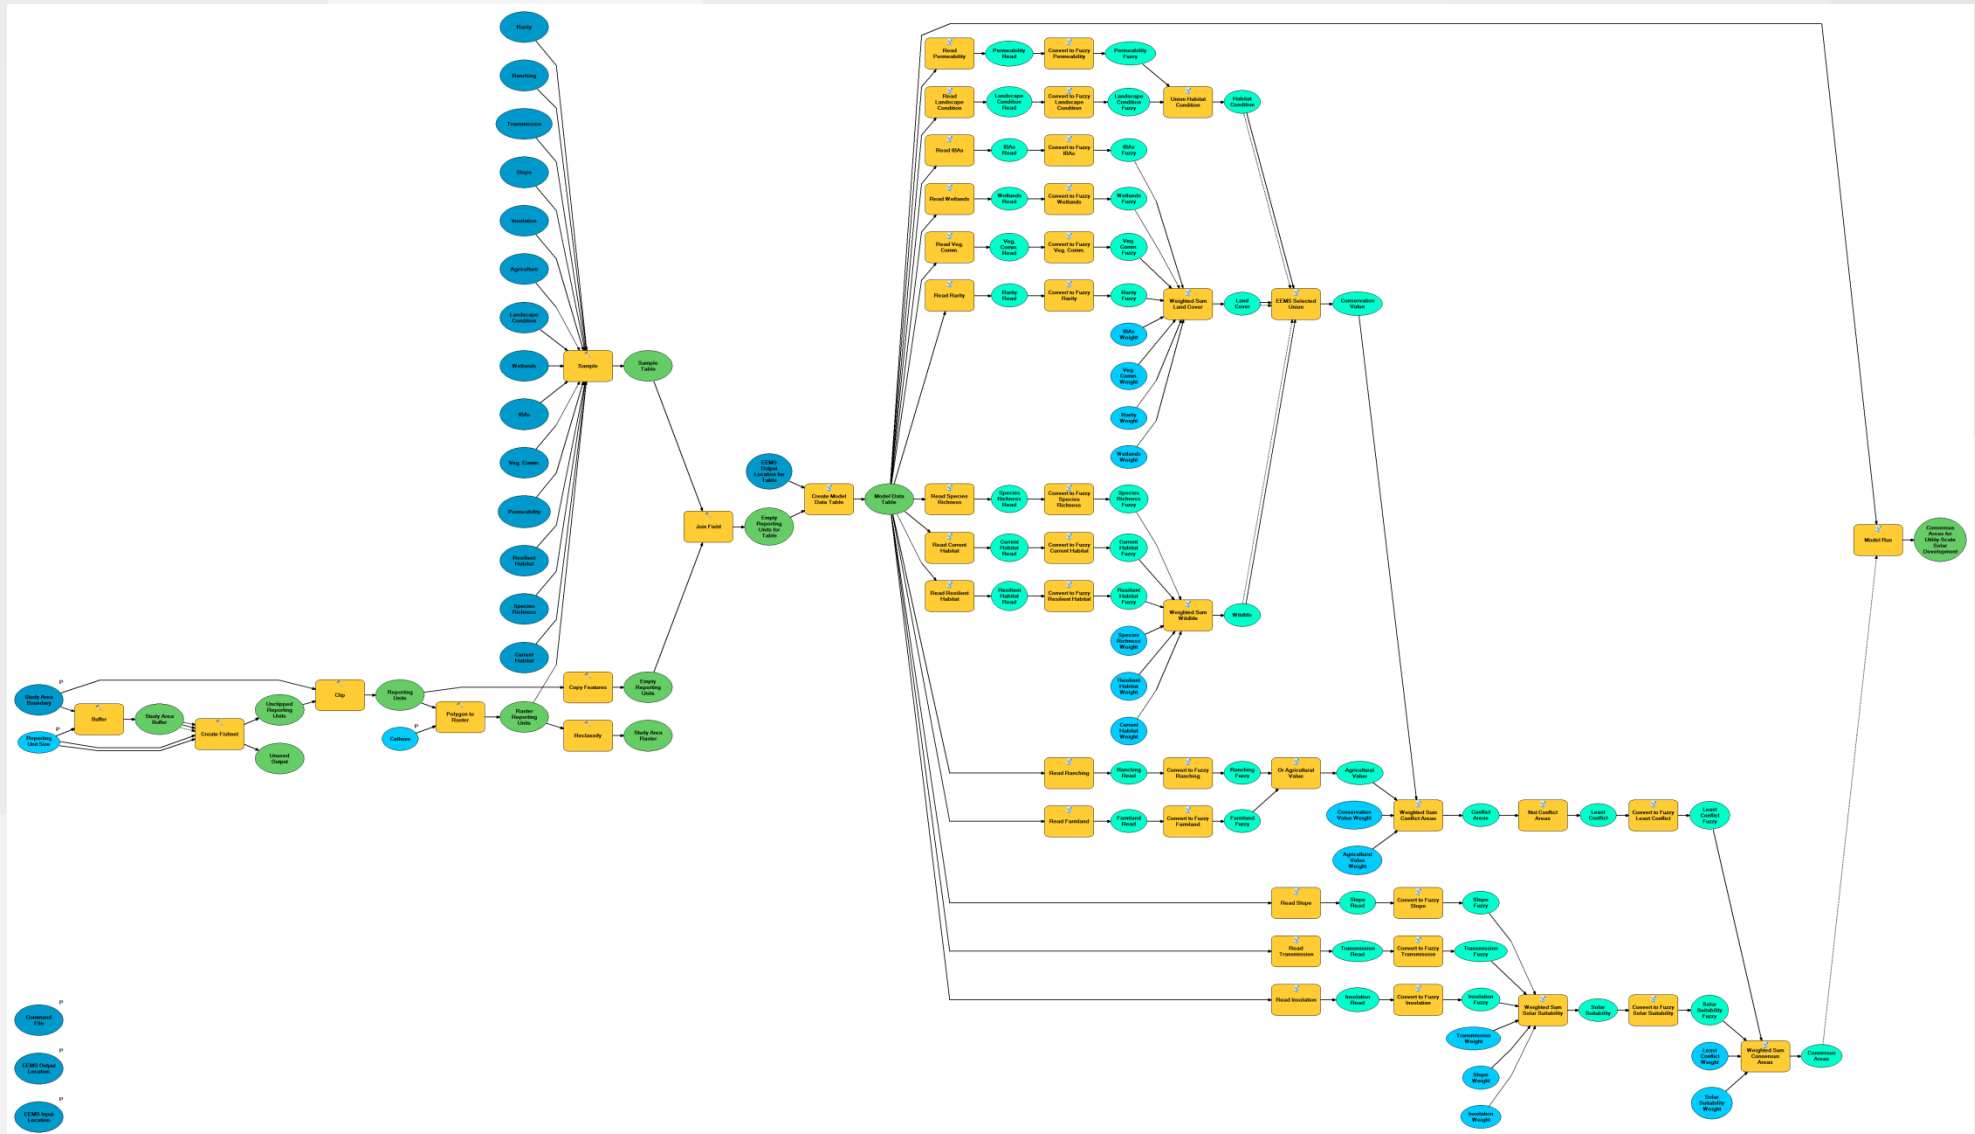 Rarity
Ranching
Transmission
Slope
Insolation
Agriculture
Landscape
Condition
Wetlands
IBAs
Veg. Comm.
Permeability
Resilient
Habitat
Species
Richness
Current
Habitat
Sample
Sample
Table
P
Study Area
Boundary
P
Reporting
Unit Size
Buffer
Study Area
Buffer
Create Fishnet
Unclipped
Reporting
Units
Unused
Output
Clip
Reporting
Units
P
Cellsize
Polygon to
Raster
Raster
Reporting
Units
Copy Features
Empty
Reporting
Units
Reclassify
Study Area
Raster
Join Field
EEMS
Output
Location for
Table
Empty
Reporting
Units for
Table
Create Model
Data Table
Model Data
Table
Read
Permeability
Permeability
Read
Convert to Fuzzy
Permeability
Permeability
Fuzzy
Read
Landscape
Condition
Landscape
Condition
Read
Convert to Fuzzy
Landscape
Condition
Landscape
Condition
Fuzzy
Union Habitat
Condition
Habitat
Condition
Read IBAs
IBAs
Read
Convert to Fuzzy
IBAs
IBAs
Fuzzy
Read Wetlands
Wetlands
Read
Convert to Fuzzy
Wetlands
Wetlands
Fuzzy
Read Veg.
Comm.
Veg.
Comm.
Read
Convert to Fuzzy
Veg. Comm.
Veg.
Comm.
Fuzzy
Read Rarity
Rarity
Read
Convert to Fuzzy
Rarity
Rarity
Fuzzy
Weighted Sum
Land Cover
Land
Cover
EEMS Selected
Union
Conservation
Value
IBAs
Weight
Veg.
Comm.
Weight
Rarity
Weight
Wetlands
Weight
Read Species
Richness
Species
Richness
Read
Convert to Fuzzy
Species
Richness
Species
Richness
Fuzzy
Read Current
Habitat
Current
Habitat
Read
Convert to Fuzzy
Current Habitat
Current
Habitat
Fuzzy
Read Resilient
Habitat
Resilient
Habitat
Read
Convert to Fuzzy
Resilient Habitat
Resilient
Habitat
Fuzzy
Weighted Sum
Wildlife
Wildlife
Species
Richness
Weight
Resilient
Habitat
Weight
Current
Habitat
Weight
Read Ranching
Ranching
Read
Convert to Fuzzy
Ranching
Ranching
Fuzzy
Or Agricultural
Value
Agricultural
Value
Read Farmland
Farmland
Read
Convert to Fuzzy
Farmland
Farmland
Fuzzy
Conservation
Value Weight
Agricultural
Value
Weight
Weighted Sum
Conflict Areas
Conflict
Areas
Not Conflict
Areas
Least
Conflict
Convert to Fuzzy
Least Conflict
Least
Conflict
Fuzzy
Read Slope
Slope
Read
Convert to Fuzzy
Slope
Slope
Fuzzy
Read
Transmission
Transmission
Read
Convert to Fuzzy
Transmission
Transmission
Fuzzy
Read Insolation
Insolation
Read
Convert to Fuzzy
Insolation
Insolation
Fuzzy
Transmission
Weight
Slope
Weight
Insolation
Weight
Weighted Sum
Solar Suitability
Solar
Suitability
Convert to Fuzzy
Solar Suitability
Solar
Suitability
Fuzzy
Least
Conflict
Weight
Solar
Suitability
Weight
Weighted Sum
Consensus
Areas
Consensus
Areas
Model Run
Consensus
Areas for
Utility Scale
Solar
Development
P
Command
File
P
EEMS Output
Location
P
EEMS Input
Location